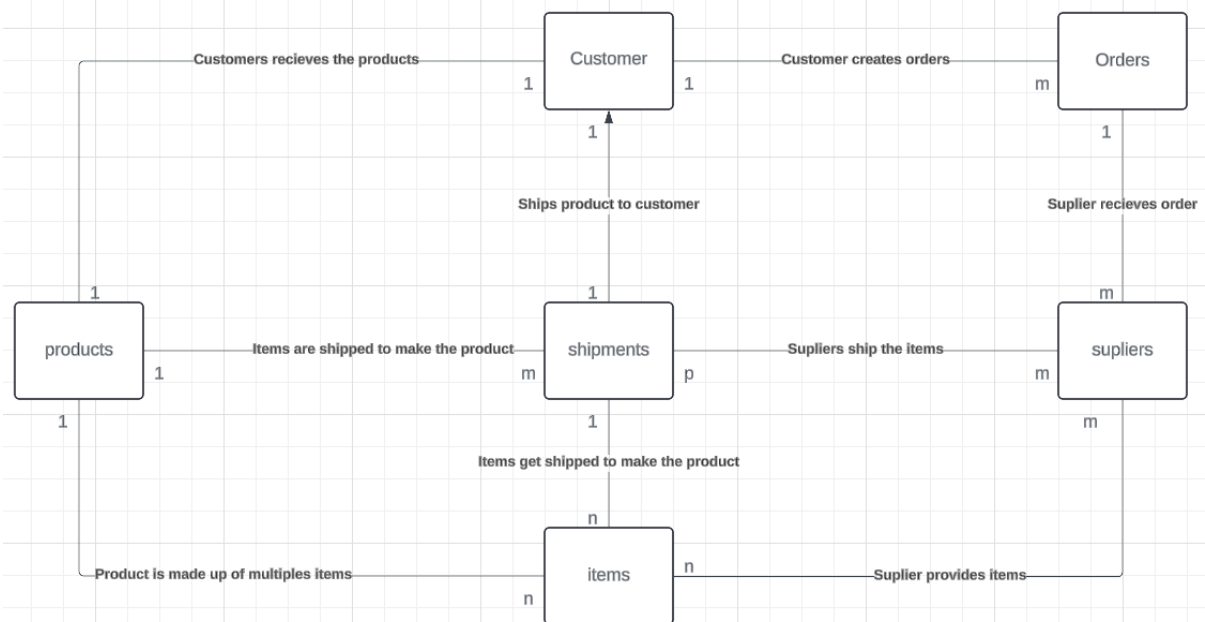 Customers recieves the products
Customer
Customer creates orders
Orders
1
1
m
1
1
Ships product to customer
Suplier recieves order
1
1
m
products
Items are shipped to make the product
shipments
Supliers ship the items
supliers
1
m
p
m
1
1
m
Items get shipped to make the product
n
Product is made up of multiples items
items
n
Suplier provides items
n